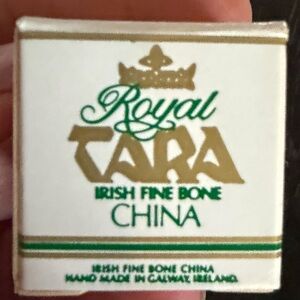 Royal
TARA
IRISH FINE BONE
CHINA
IRISH FINE BONE CHINA
HAND MADE IN GALWAY, IRELAND.